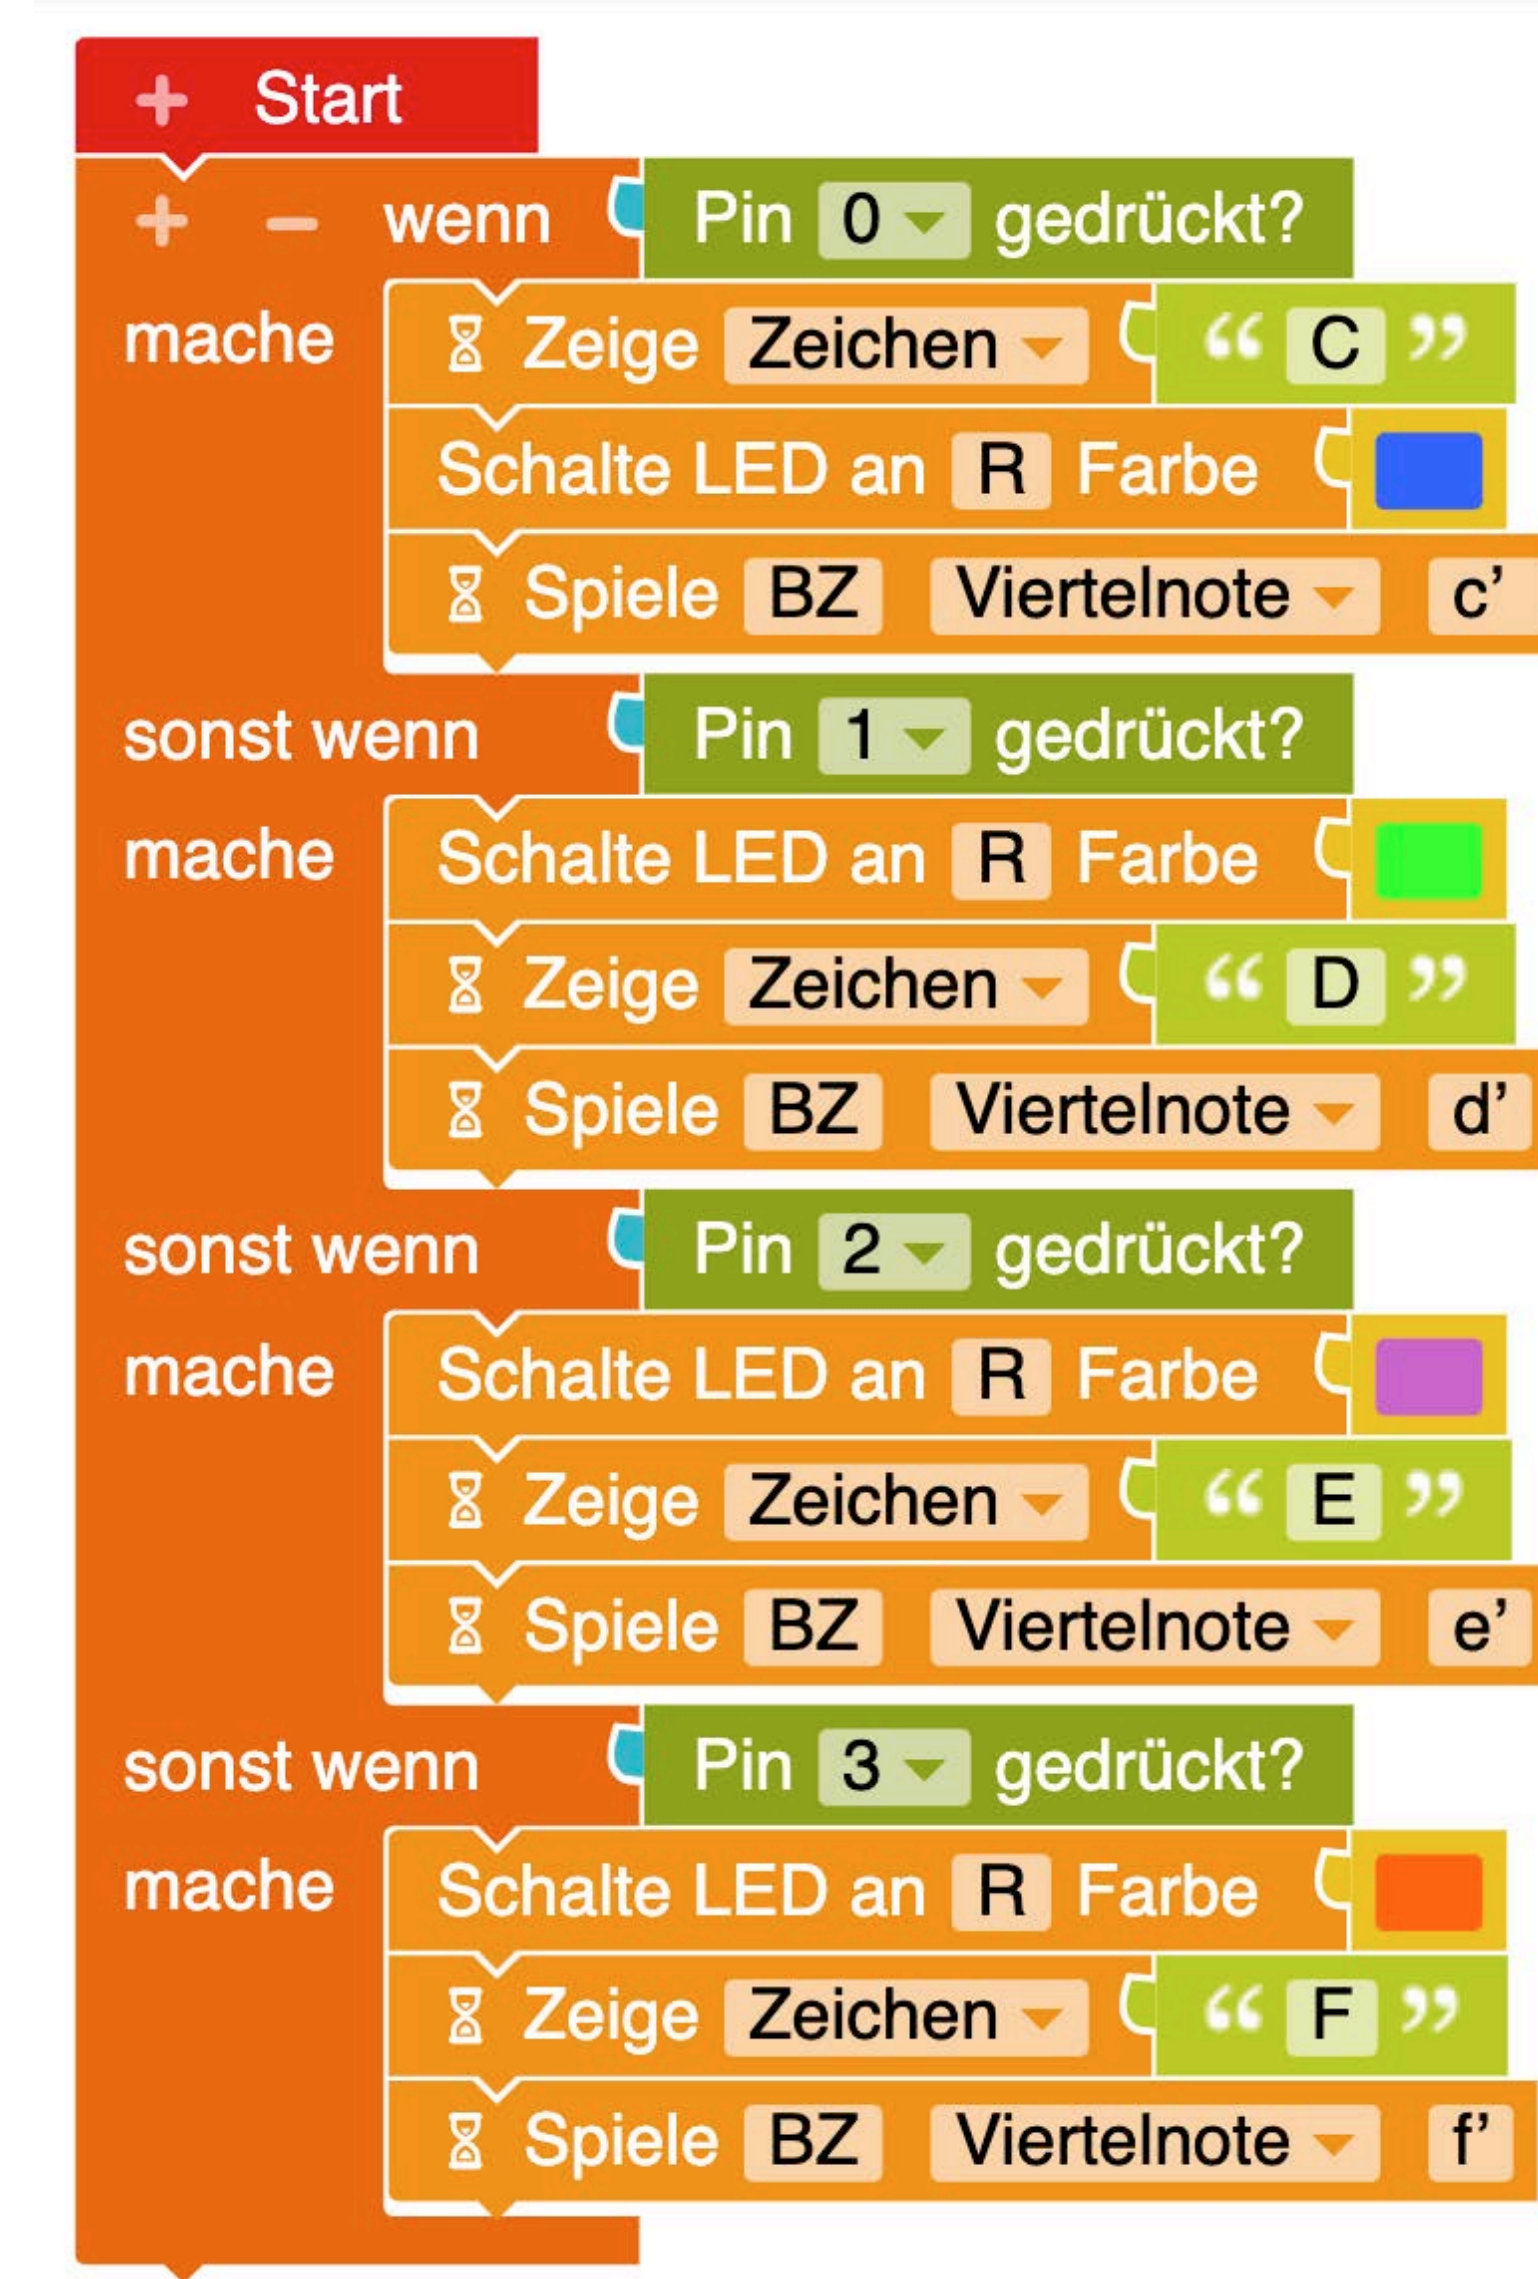 + Start
+ − wenn Pin 0 gedrückt?
mache Zeige Zeichen “ C ”
Schalte LED an R Farbe
Spiele BZ Viertelnote c’
sonst wenn Pin 1 gedrückt?
mache Schalte LED an R Farbe
Zeige Zeichen “ D ”
Spiele BZ Viertelnote d’
sonst wenn Pin 2 gedrückt?
mache Schalte LED an R Farbe
Zeige Zeichen “ E ”
Spiele BZ Viertelnote e’
sonst wenn Pin 3 gedrückt?
mache Schalte LED an R Farbe
Zeige Zeichen “ F ”
Spiele BZ Viertelnote f’